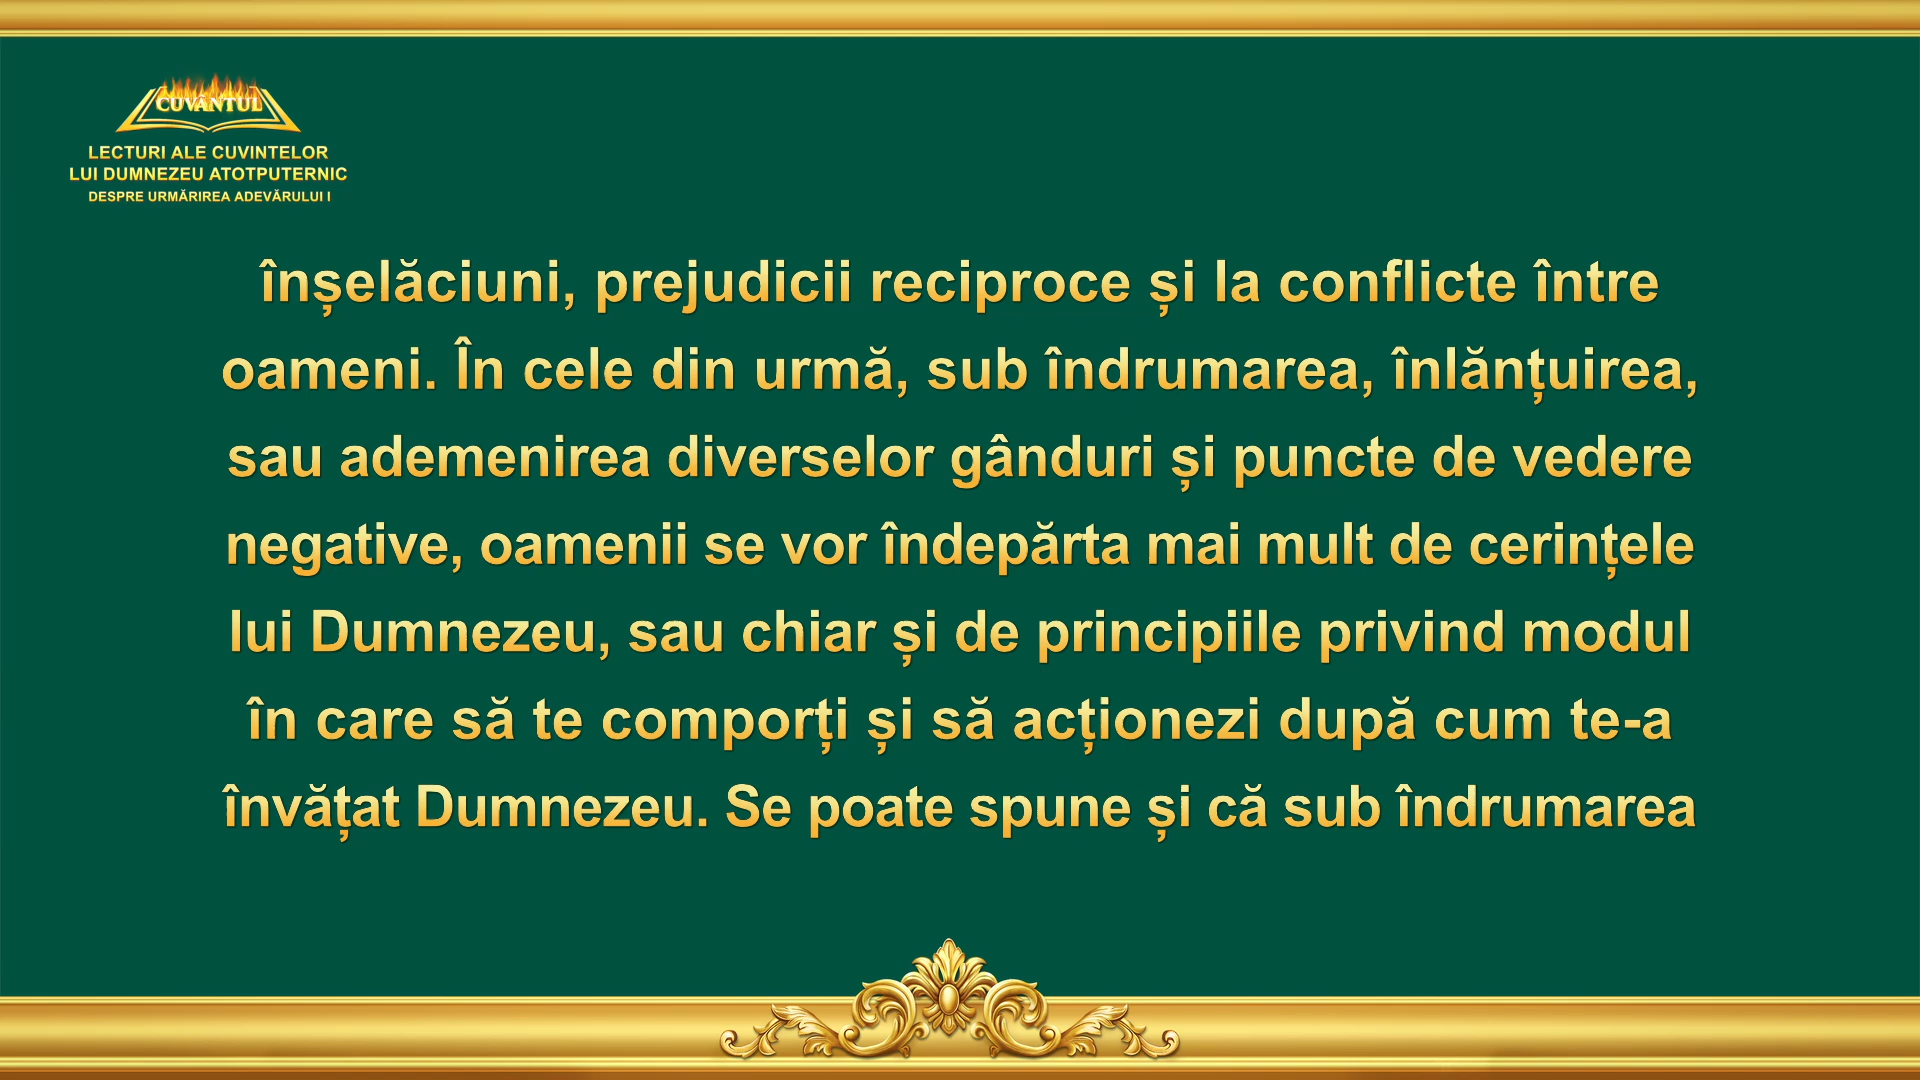 CUVÂNTUL
LECTURI ALE CUVINTELOR
LUI DUMNEZEU ATOTPUTERNIC
DESPRE URMĂRIREA ADEVĂRULUI I
înșelăciuni, prejudicii reciproce și la conflicte între
oameni. În cele din urmă, sub îndrumarea, înlănțuirea,
sau ademenirea diverselor gânduri și puncte de vedere
negative, oamenii se vor îndepărta mai mult de cerințele
lui Dumnezeu, sau chiar și de principiile privind modul
în care să te comporți și să acționezi după cum te-a
învățat Dumnezeu. Se poate spune și că sub îndrumarea